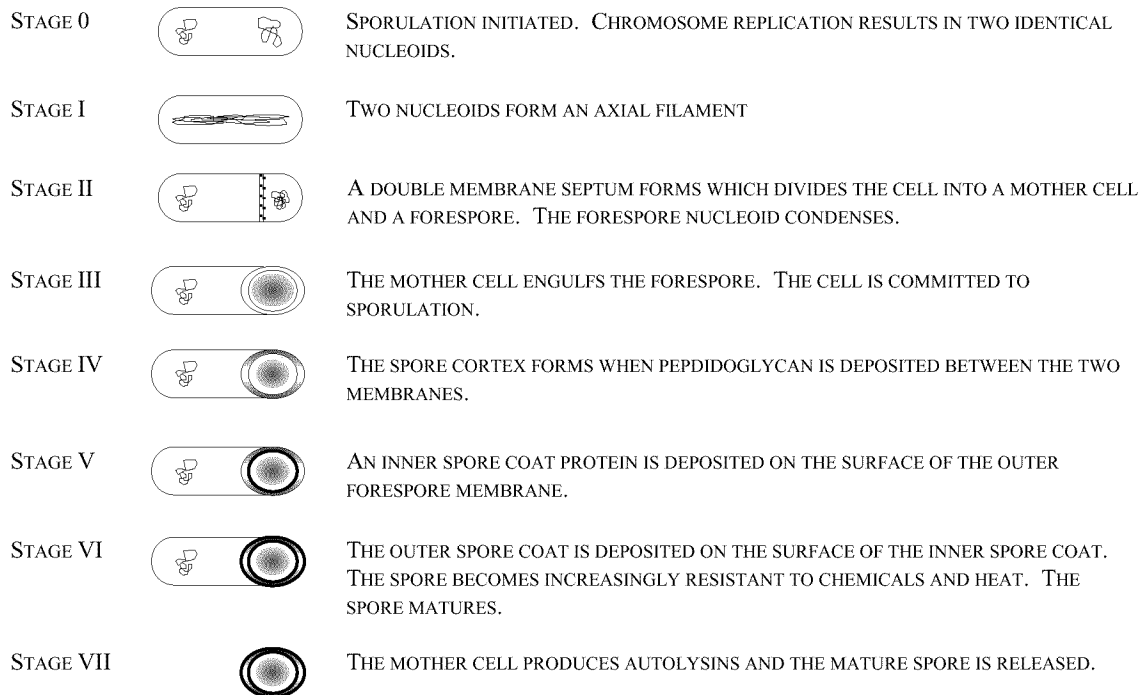 STAGE 0 SPORULATION INITIATED. CHROMOSOME REPLICATION RESULTS IN TWO IDENTICAL
NUCLEOIDS.
STAGE I TWO NUCLEOIDS FORM AN AXIAL FILAMENT
STAGE II A DOUBLE MEMBRANE SEPTUM FORMS WHICH DIVIDES THE CELL INTO A MOTHER CELL
AND A FORESPORE. THE FORESPORE NUCLEOID CONDENSES.
STAGE III THE MOTHER CELL ENGULFS THE FORESPORE. THE CELL IS COMMITTED TO
SPORULATION.
STAGE IV THE SPORE CORTEX FORMS WHEN PEPDIDOGLYCAN IS DEPOSITED BETWEEN THE TWO
MEMBRANES.
STAGE V AN INNER SPORE COAT PROTEIN IS DEPOSITED ON THE SURFACE OF THE OUTER
FORESPORE MEMBRANE.
STAGE VI THE OUTER SPORE COAT IS DEPOSITED ON THE SURFACE OF THE INNER SPORE COAT.
THE SPORE BECOMES INCREASINGLY RESISTANT TO CHEMICALS AND HEAT. THE
SPORE MATURES.
STAGE VII THE MOTHER CELL PRODUCES AUTOLYSINS AND THE MATURE SPORE IS RELEASED.